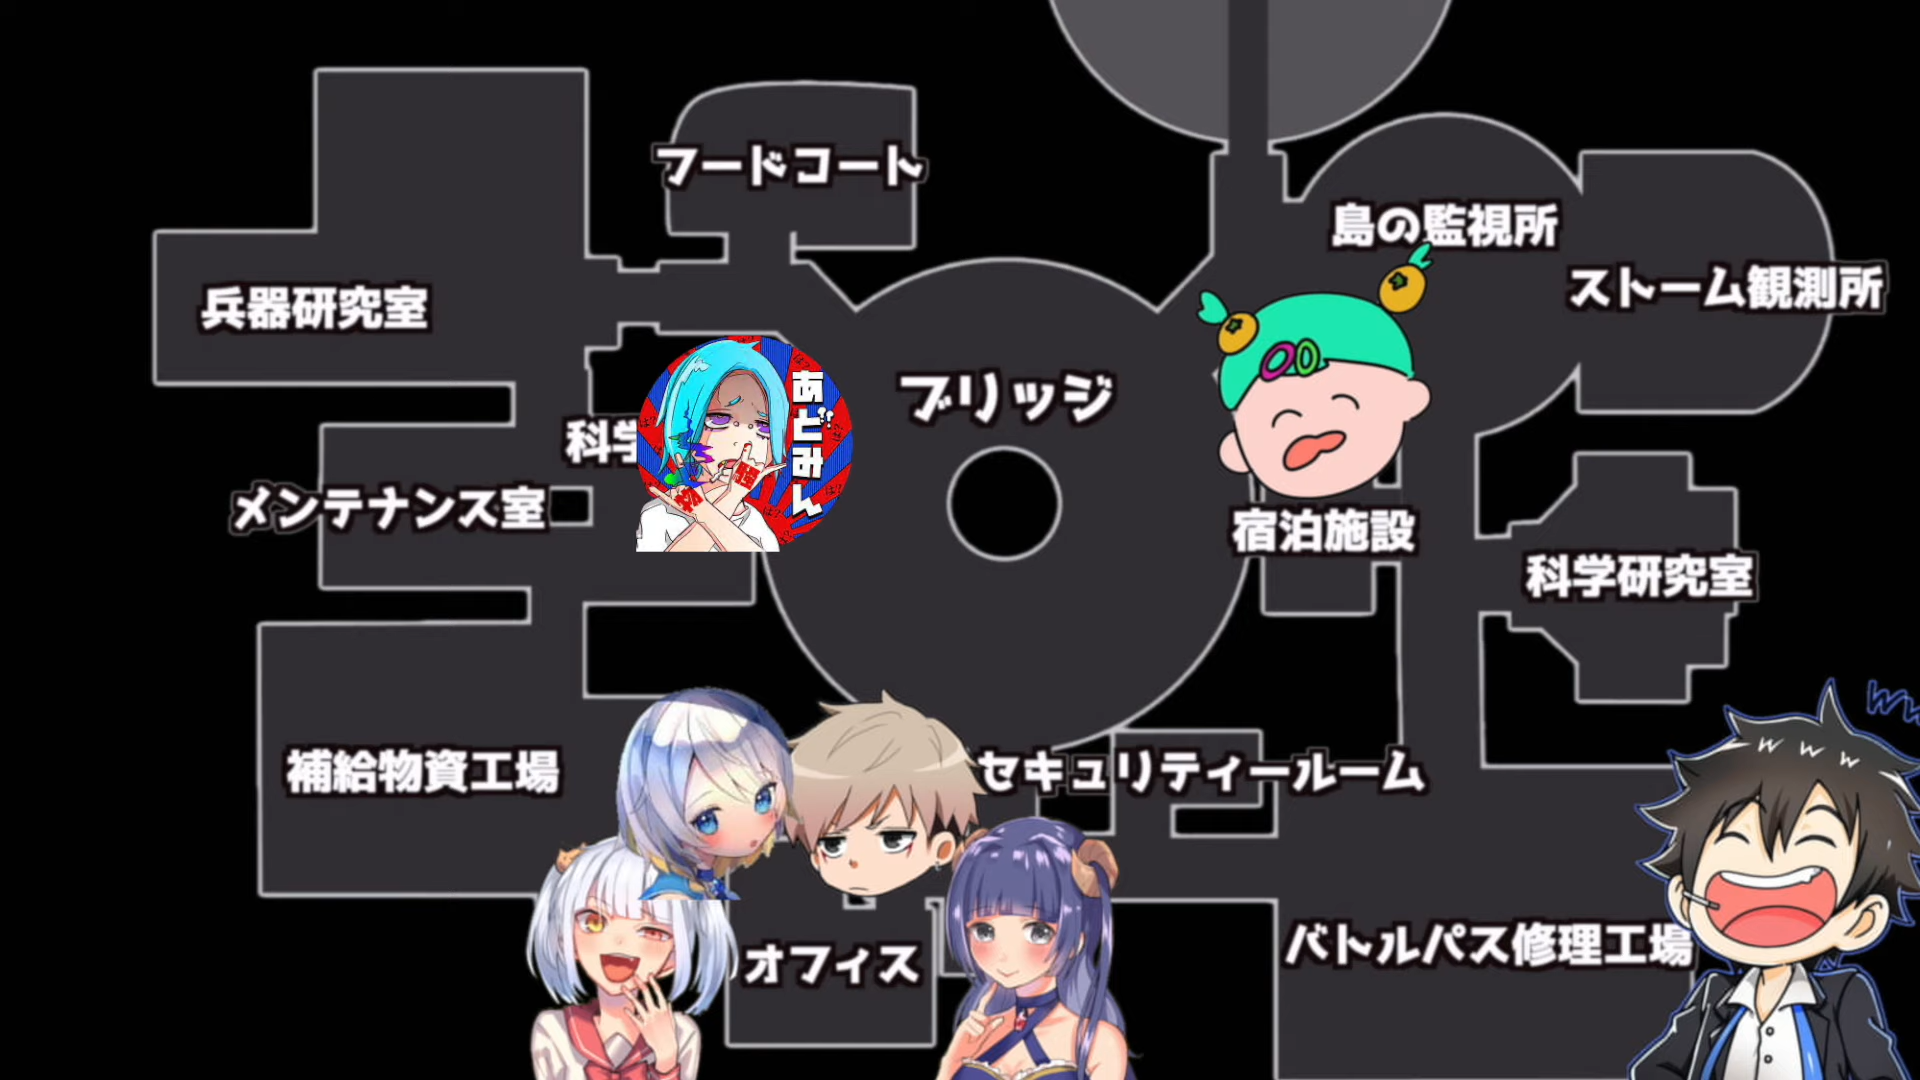 フードコート
島の監視所
ストーム観測所
兵器研究室
ブリッジ
あどみん
科学
メンテナンス室
宿泊施設
科学研究室
補給物資工場
セキュリティールーム
オフィス
バトルパス修理工場